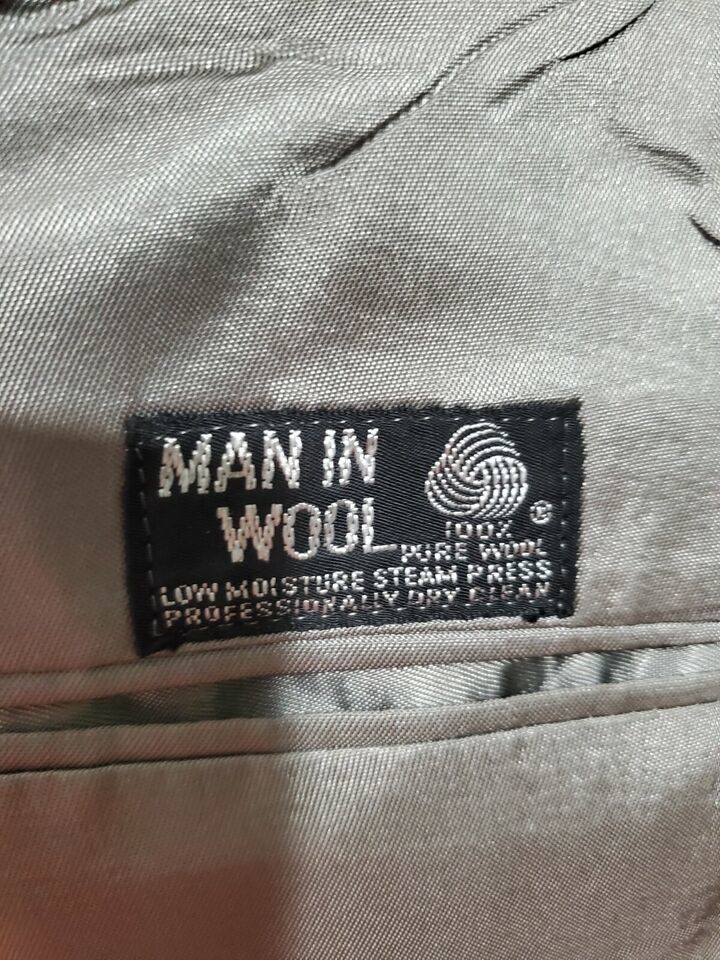 MAN IN
WOOL
100%
®
PURE WOOL
LOW MOISTURE STEAM PRESS
PROFESSIONALLY DRY CLEAN